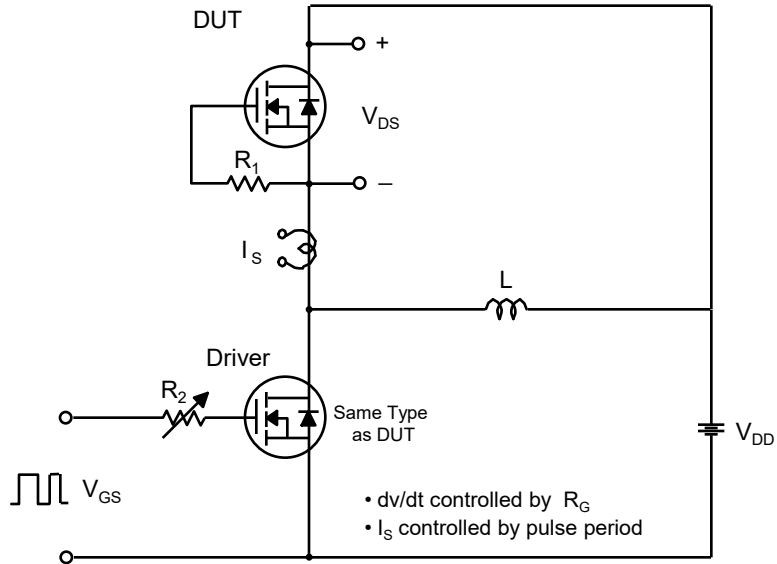 DUT
+
V_DS
R_1
–
I_S
L
Driver
R_2
Same Type
as DUT
V_DD
V_GS
• dv/dt controlled by R_G
• I_S controlled by pulse period